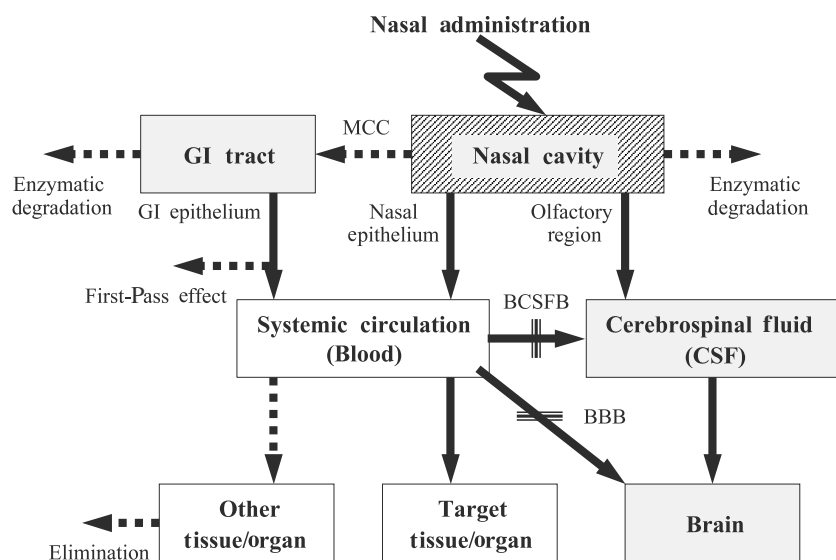 Nasal administration
MCC
GI tract
Nasal cavity
Enzymatic
degradation
GI epithelium
Nasal
epithelium
Olfactory
region
Enzymatic
degradation
First-Pass effect
BCSFB
Systemic circulation
(Blood)
Cerebrospinal fluid
(CSF)
BBB
Other
tissue/organ
Target
tissue/organ
Brain
Elimination